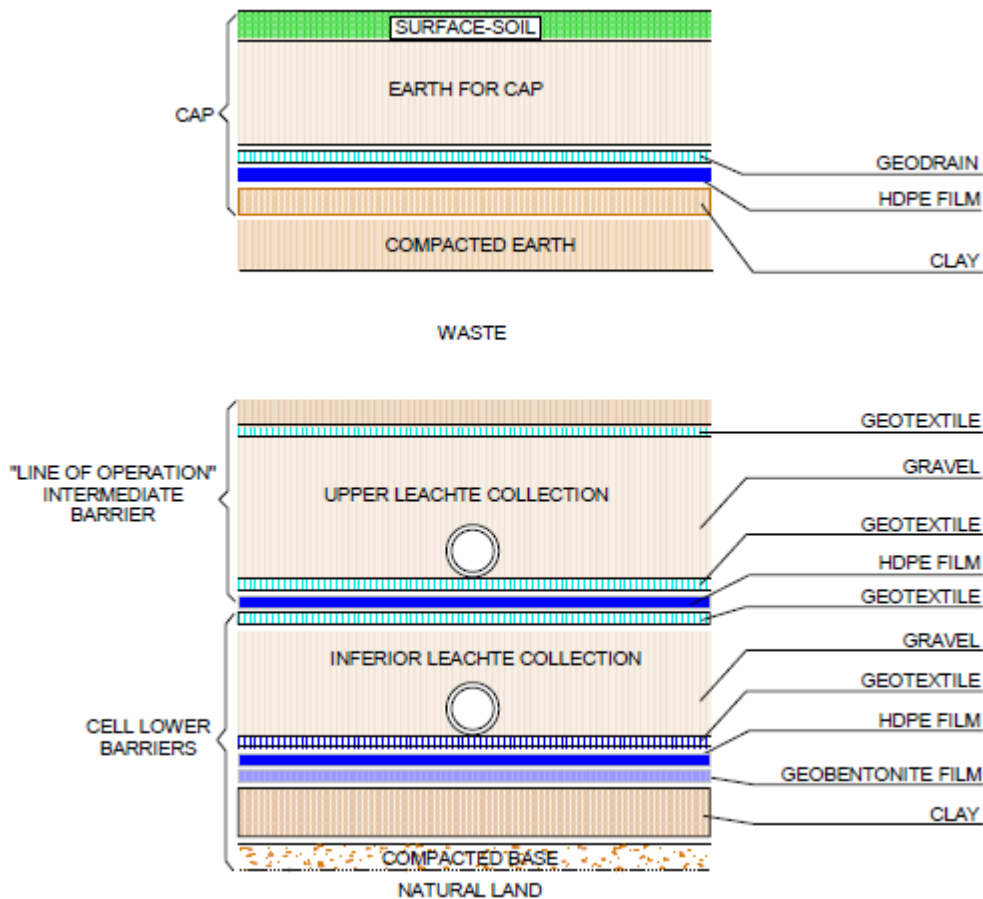 SURFACE-SOIL
EARTH FOR CAP
CAP
GEODRAIN
HDPE FILM
COMPACTED EARTH
CLAY
WASTE
GEOTEXTILE
GRAVEL
"LINE OF OPERATION"
INTERMEDIATE
BARRIER
UPPER LEACHTE COLLECTION
GEOTEXTILE
HDPE FILM
GEOTEXTILE
GRAVEL
INFERIOR LEACHTE COLLECTION
GEOTEXTILE
HDPE FILM
CELL LOWER
BARRIERS
GEOBENTONITE FILM
CLAY
COMPACTED BASE
NATURAL LAND